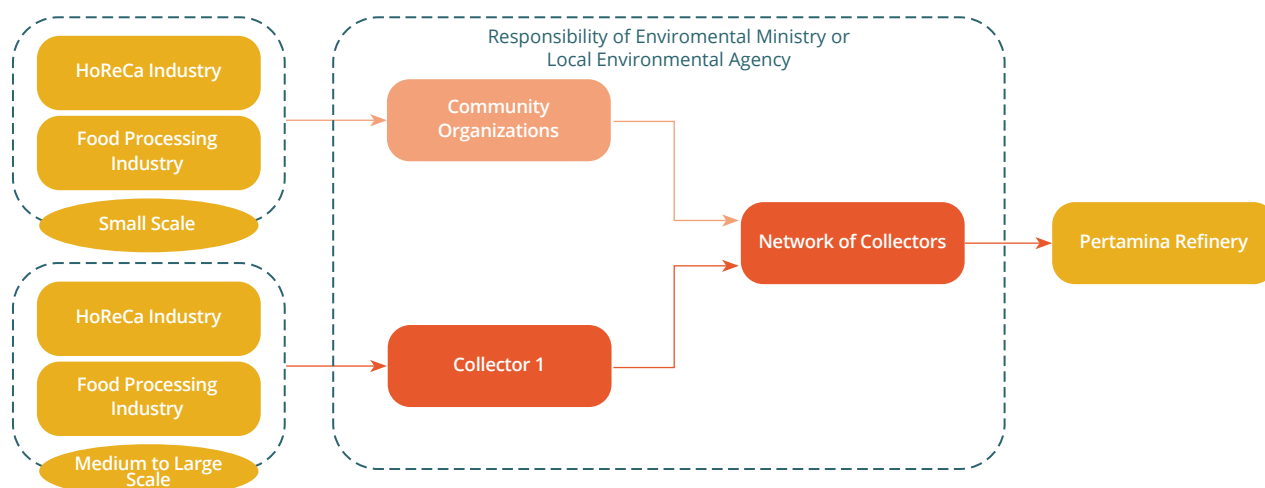 HoReCa Industry
Food Processing
Industry
Small Scale
HoReCa Industry
Food Processing
Industry
Medium to Large
Scale
Responsibility of Enviromental Ministry or
Local Environmental Agency
Community
Organizations
Collector 1
Network of Collectors
Pertamina Refinery